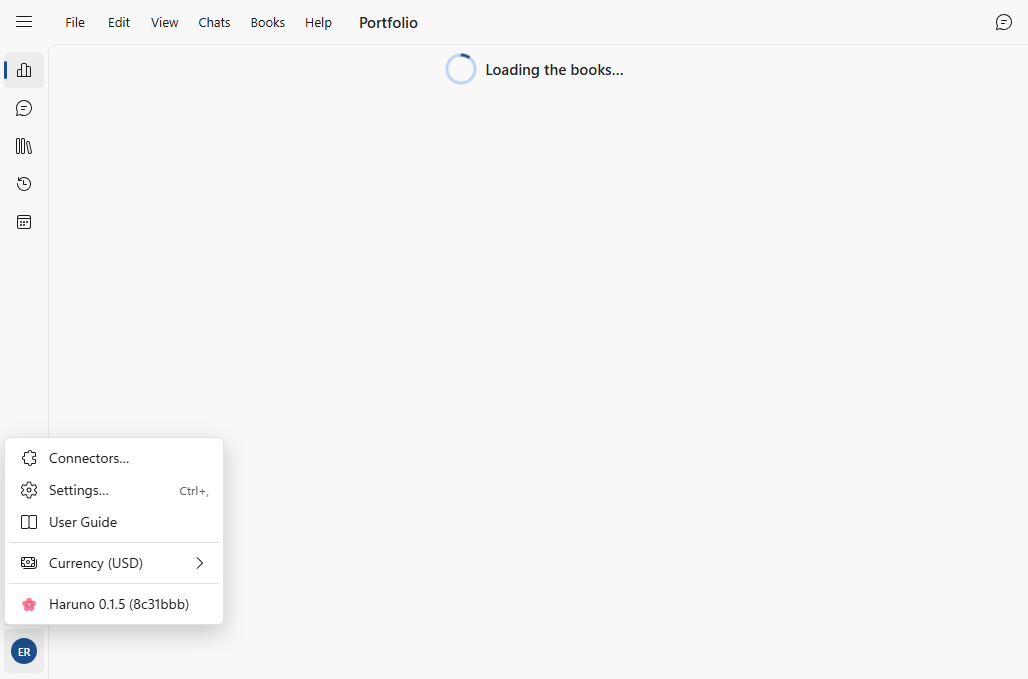 File Edit View Chats Books Help Portfolio
Loading the books...
Connectors...
Settings... Ctrl+,
User Guide
Currency (USD)
Haruno 0.1.5 (8c31bbb)
ER